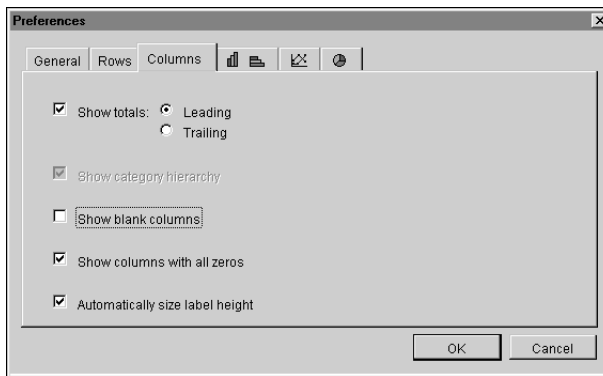 Preferences
General Rows Columns
Show totals: Leading
Trailing
Show category hierarchy
Show blank columns
Show columns with all zeros
Automatically size label height
OK Cancel